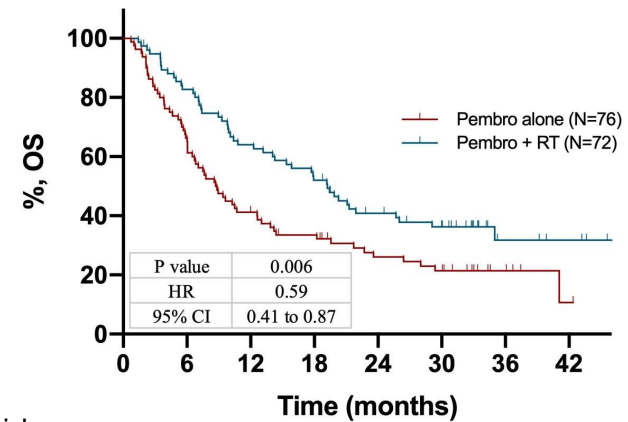 100
80
60
40
20
0
%, OS
Pembro alone (N=76)
Pembro + RT (N=72)
P value 0.006
HR 0.59
95% CI 0.41 to 0.87
0 6 12 18 24 30 36 42
Time (months)